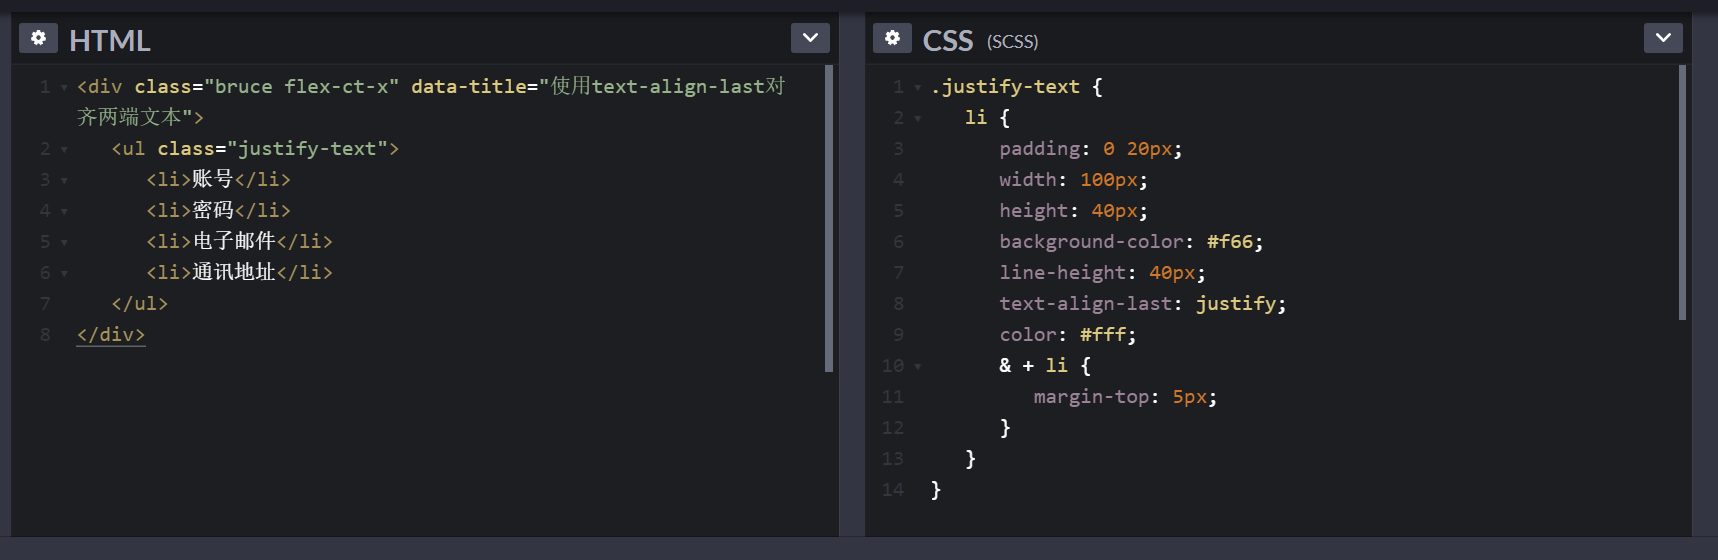 HTML
1 <div class="bruce flex-ct-x" data-title="使用text-align-last对
齐两端文本">
2 <ul class="justify-text">
3 <li>账号</li>
4 <li>密码</li>
5 <li>电子邮件</li>
6 <li>通讯地址</li>
7 </ul>
8 </div>
CSS (SCSS)
1 .justify-text {
2 li {
3 padding: 0 20px;
4 width: 100px;
5 height: 40px;
6 background-color: #f66;
7 line-height: 40px;
8 text-align-last: justify;
9 color: #fff;
10 & + li {
11 margin-top: 5px;
12 }
13 }
14 }